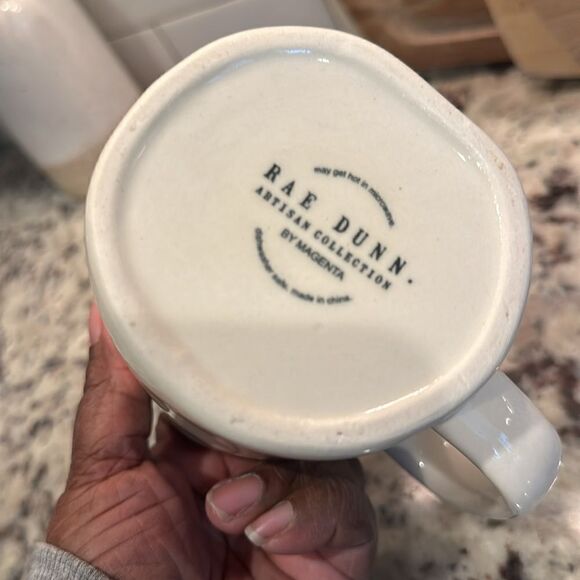 may get hot in microwave
RAE DUNN.
ARTISAN COLLECTION
BY MAGENTA
dishwasher safe. made in china.